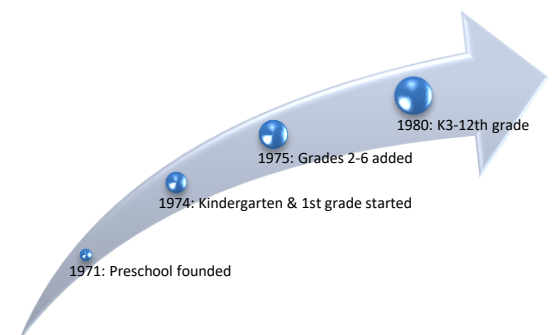 1980: K3-12th grade
1975: Grades 2-6 added
1974: Kindergarten & 1st grade started
1971: Preschool founded